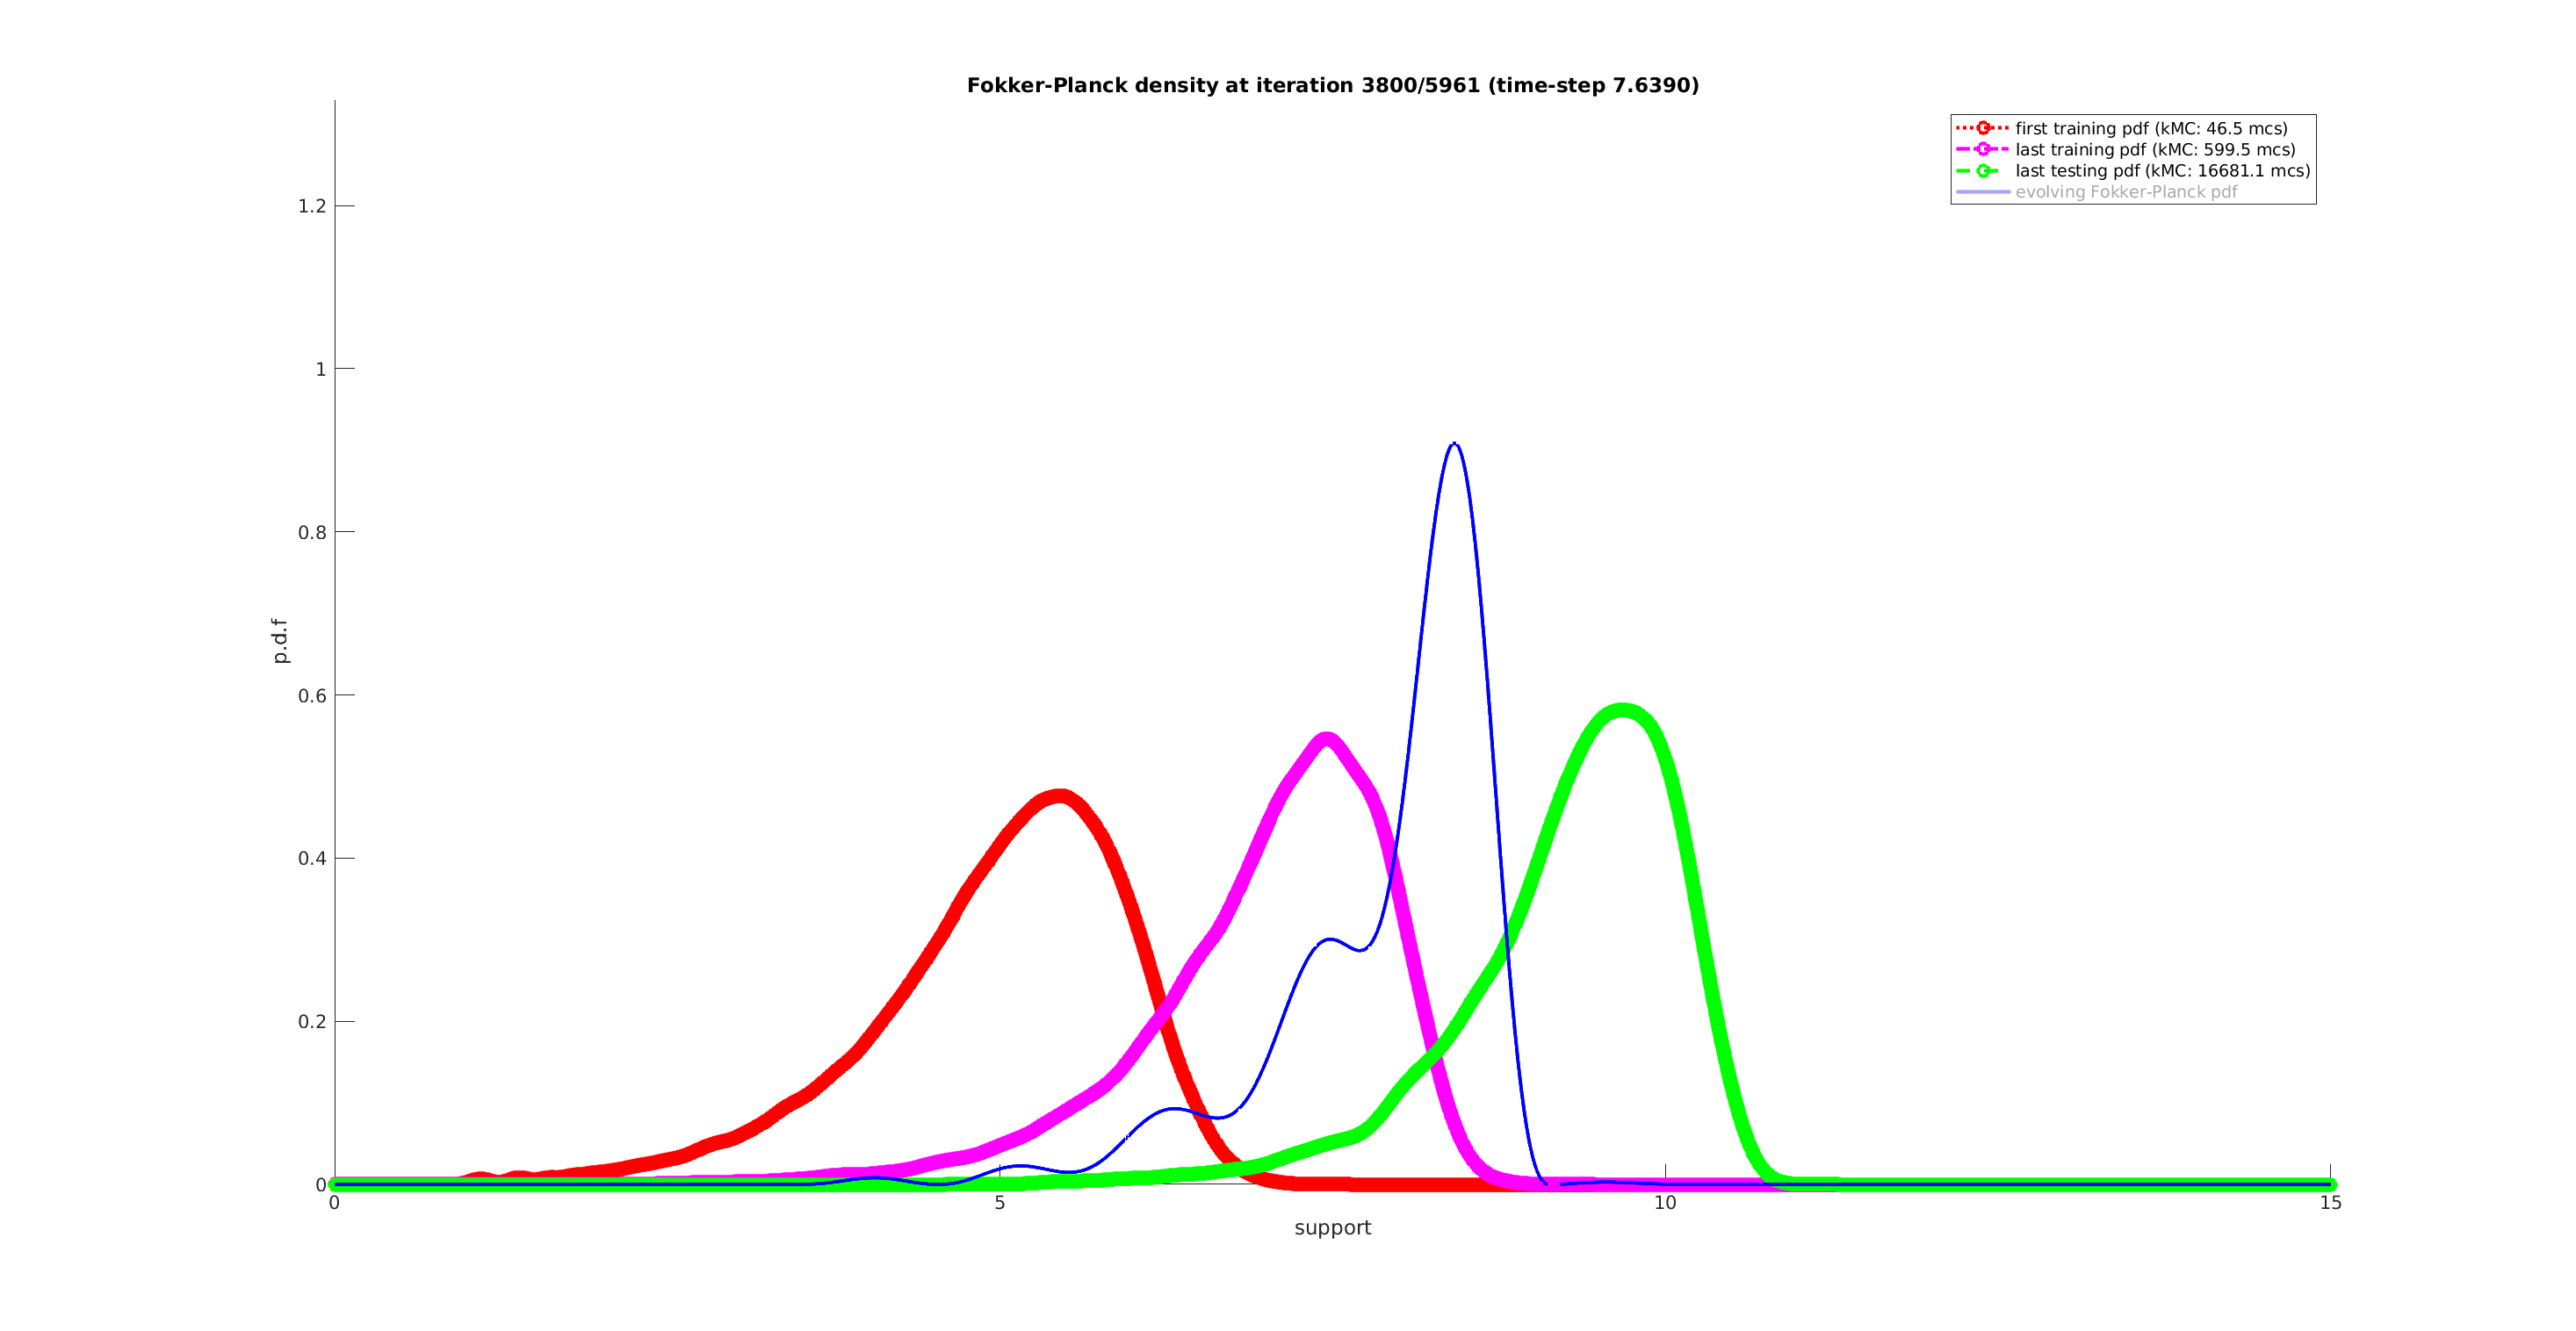 Fokker-Planck density at iteration 3800/5961 (time-step 7.6390)
first training pdf (kMC: 46.5 mcs)
last training pdf (kMC: 599.5 mcs)
last testing pdf (kMC: 16681.1 mcs)
evolving Fokker-Planck pdf
1.2
1
0.8
0.6
0.4
0.2
0
p.d.f
0 5 10 15
support